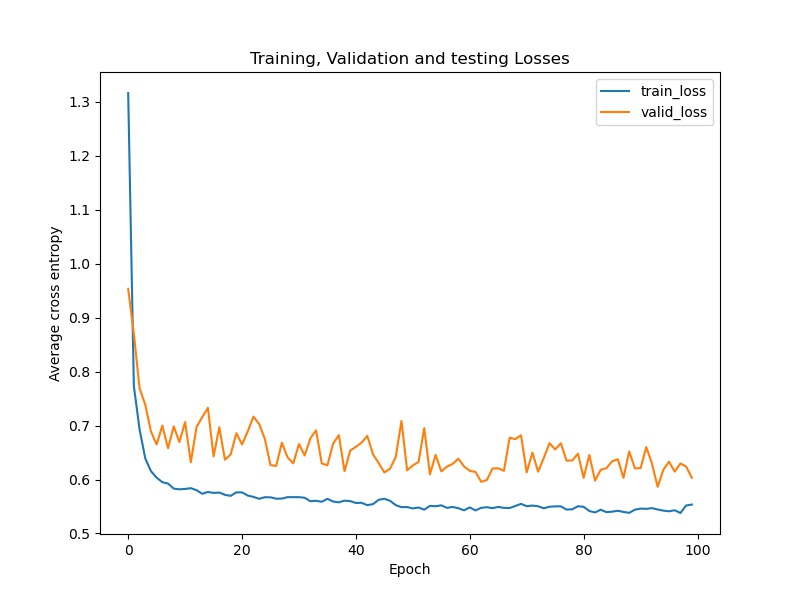 Training, Validation and testing Losses
train_loss
valid_loss
Average cross entropy
1.3
1.2
1.1
1.0
0.9
0.8
0.7
0.6
0.5
0 20 40 60 80 100
Epoch